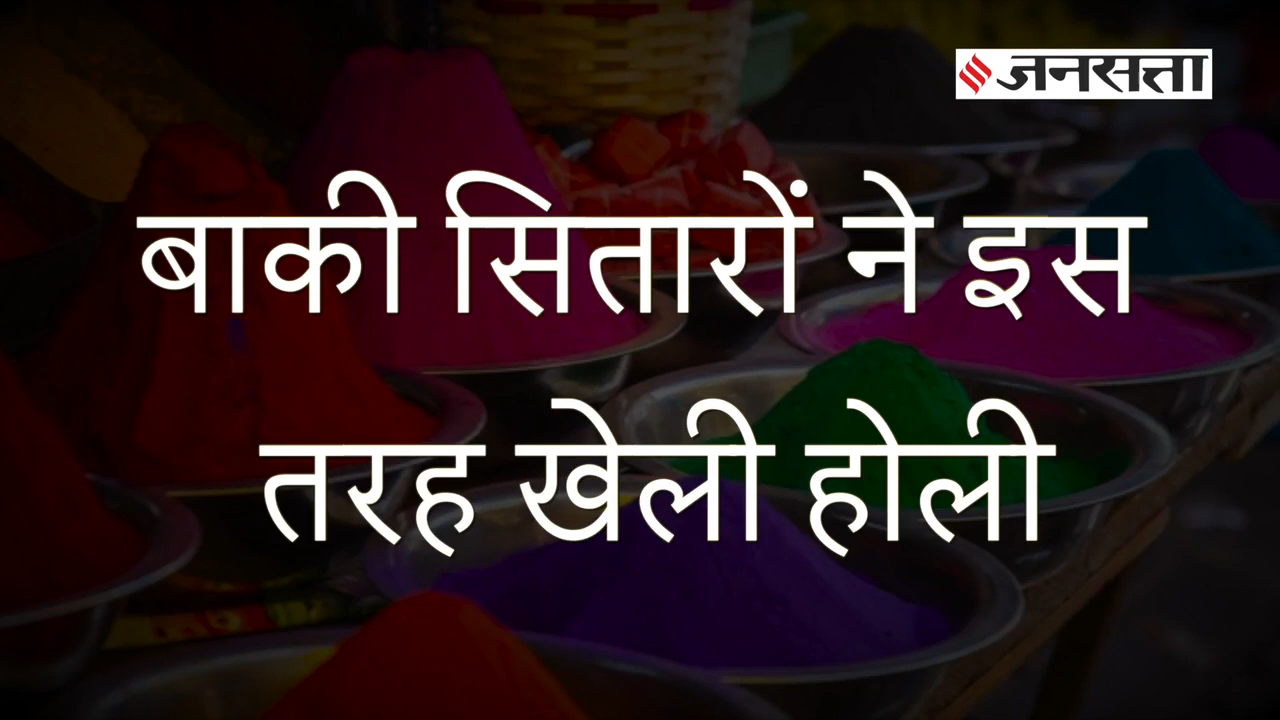 जनसत्ता
बाकी सितारों ने इस
तरह खेली होली